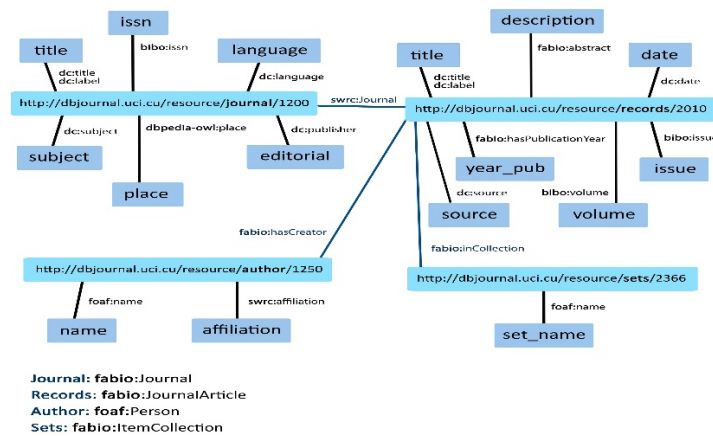 issn
description
title
language
title
date
bibo:issn
fabio:abstract
dc:title
dc:label
dc:language
dc:title
dc:label
dc:date
http://dbjournal.uci.cu/resource/journal/1200
swrc:Journal
http://dbjournal.uci.cu/resource/records/2010
dc:subject
dbpedia-owl:place
dc:publisher
fabio:hasPublicationYear
bibo:issue
subject
editorial
year_pub
issue
place
dc:source
bibo:volume
source
volume
fabio:hasCreator
fabio:inCollection
http://dbjournal.uci.cu/resource/author/1250
http://dbjournal.uci.cu/resource/sets/2366
foaf:name
swrc:affiliation
foaf:name
name
affiliation
set_name
Journal: fabio:Journal
Records: fabio:JournalArticle
Author: foaf:Person
Sets: fabio:ItemCollection